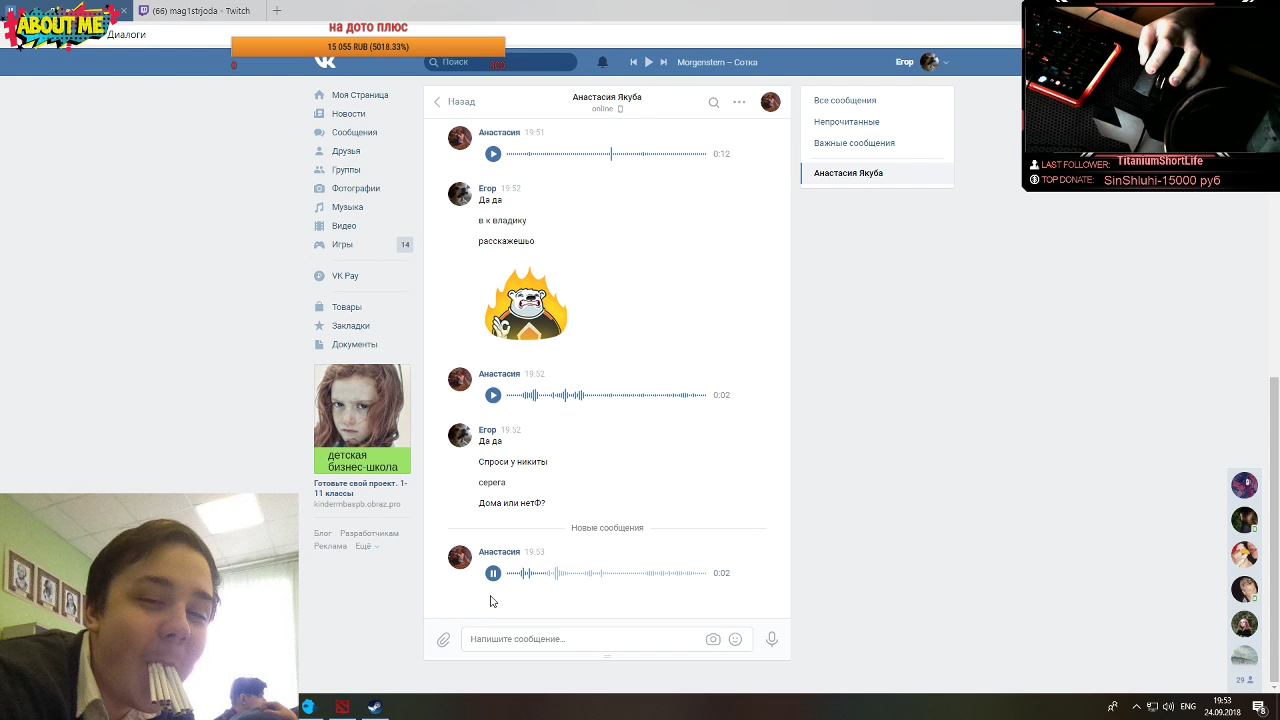 (66) mag1strjoda - Twitch
ABOUT ME
Диалоги
на дото плюс
15 055 RUB (5018.33%)
0
300
Поиск
Morgenstern – Сотка
Егор
Моя Страница
Новости
Сообщения
Друзья
Группы
Фотографии
Музыка
Видео
Игры
14
VK Pay
Товары
Закладки
Документы
детская
бизнес-школа
Готовьте свой проект. 1-
11 классы
kindermbaspb.obraz.pro
Блог Разработчикам
Реклама Ещё
Назад
Анастасия Якуба
online
Анастасия 19:51
0:12
Егор 19:52
Да да
в к владику
расскажешьо
Анастасия 19:52
0:02
Егор 19:52
Да да
Спроси у никиты
серега
Дома или нетФ?
Новые сообщения
Анастасия 19:53
0:02
Напишите сообщение...
Все сообщения
Непрочитанные
Важные сообщения
Анастасия Якуба
LAST FOLLOWER: TitaniumShortLife
TOP DONATE: SinShluhi-15000 руб
29
ENG
19:53
24.09.2018